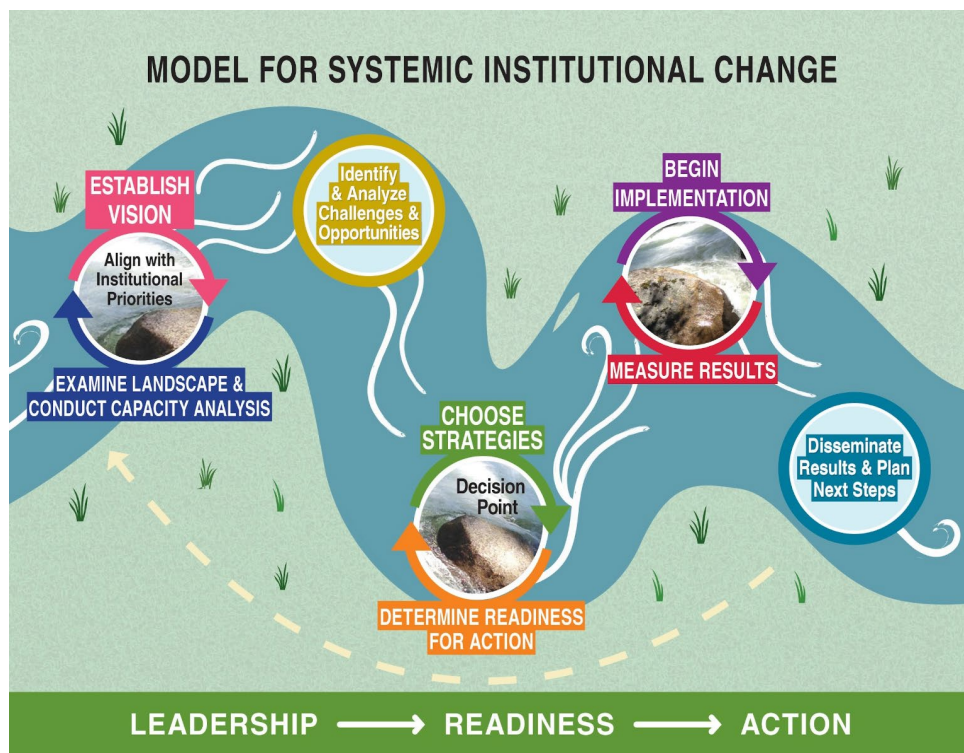 MODEL FOR SYSTEMIC INSTITUTIONAL CHANGE
ESTABLISH
VISION
Align with
Institutional
Priorities
EXAMINE LANDSCAPE &
CONDUCT CAPACITY ANALYSIS
Identify
& Analyze
Challenges &
Opportunities
CHOOSE
STRATEGIES
Decision
Point
DETERMINE READINESS
FOR ACTION
BEGIN
IMPLEMENTATION
MEASURE RESULTS
Disseminate
Results & Plan
Next Steps
LEADERSHIP → READINESS → ACTION